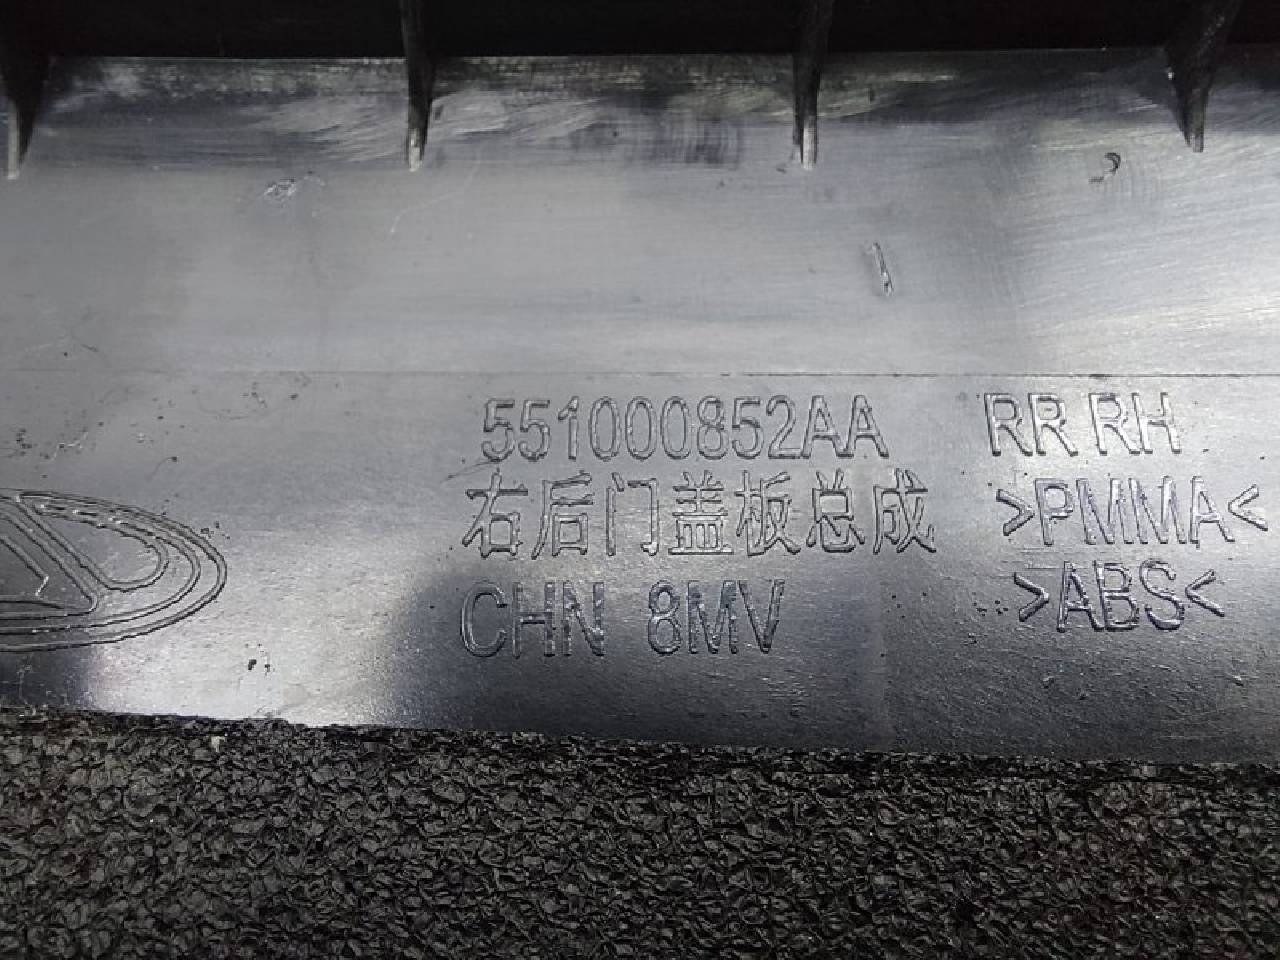 551000852AA RR RH
右后门盖板总成 >PMMA<
CHN 8MV >ABS<